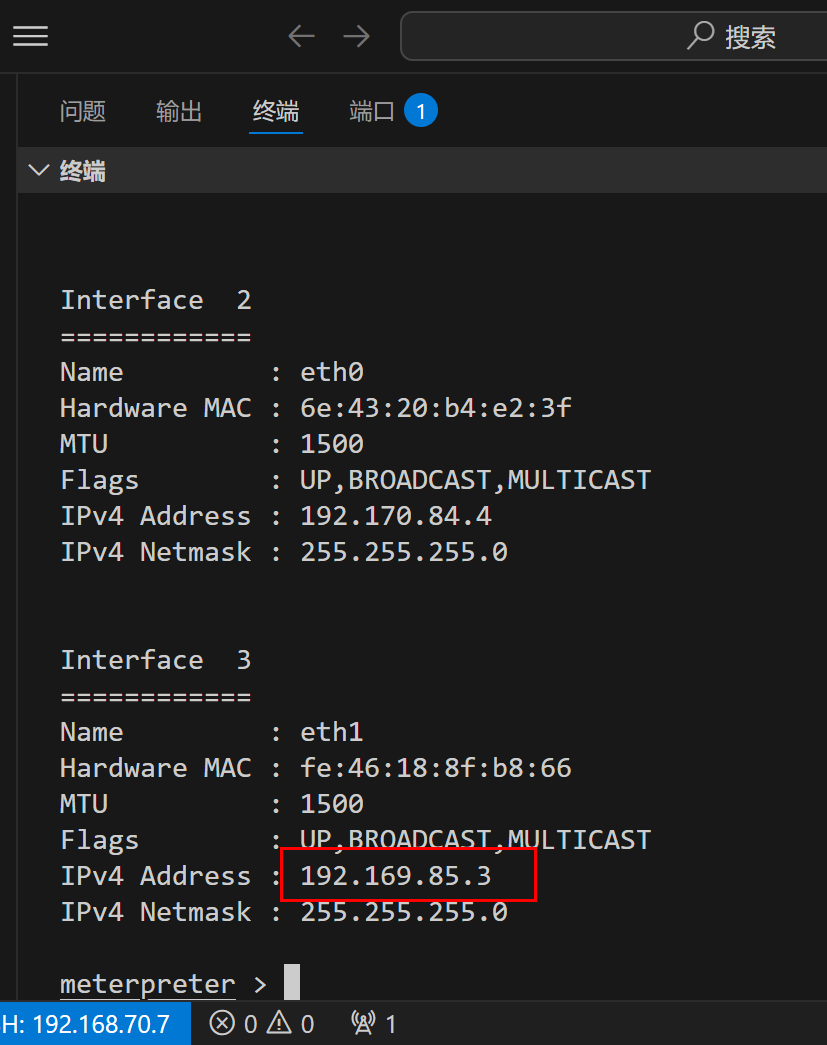 搜索
问题 输出 终端 端口 1
终端
Interface  2
============
Name         : eth0
Hardware MAC : 6e:43:20:b4:e2:3f
MTU          : 1500
Flags        : UP,BROADCAST,MULTICAST
IPv4 Address : 192.170.84.4
IPv4 Netmask : 255.255.255.0
Interface  3
============
Name         : eth1
Hardware MAC : fe:46:18:8f:b8:66
MTU          : 1500
Flags        : UP,BROADCAST,MULTICAST
IPv4 Address : 192.169.85.3
IPv4 Netmask : 255.255.255.0
meterpreter >
H: 192.168.70.7 0 0 1